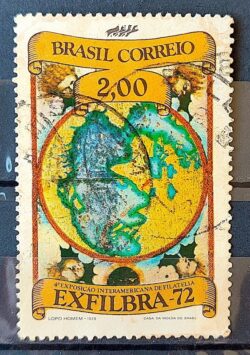 BRASIL CORREIO
2,00
4ª EXPOSIÇÃO INTERAMERICANA DE FILATELIA
EXFILBRA-72
LOPO HOMEM - 1519
CASA DA MOEDA DO BRASIL